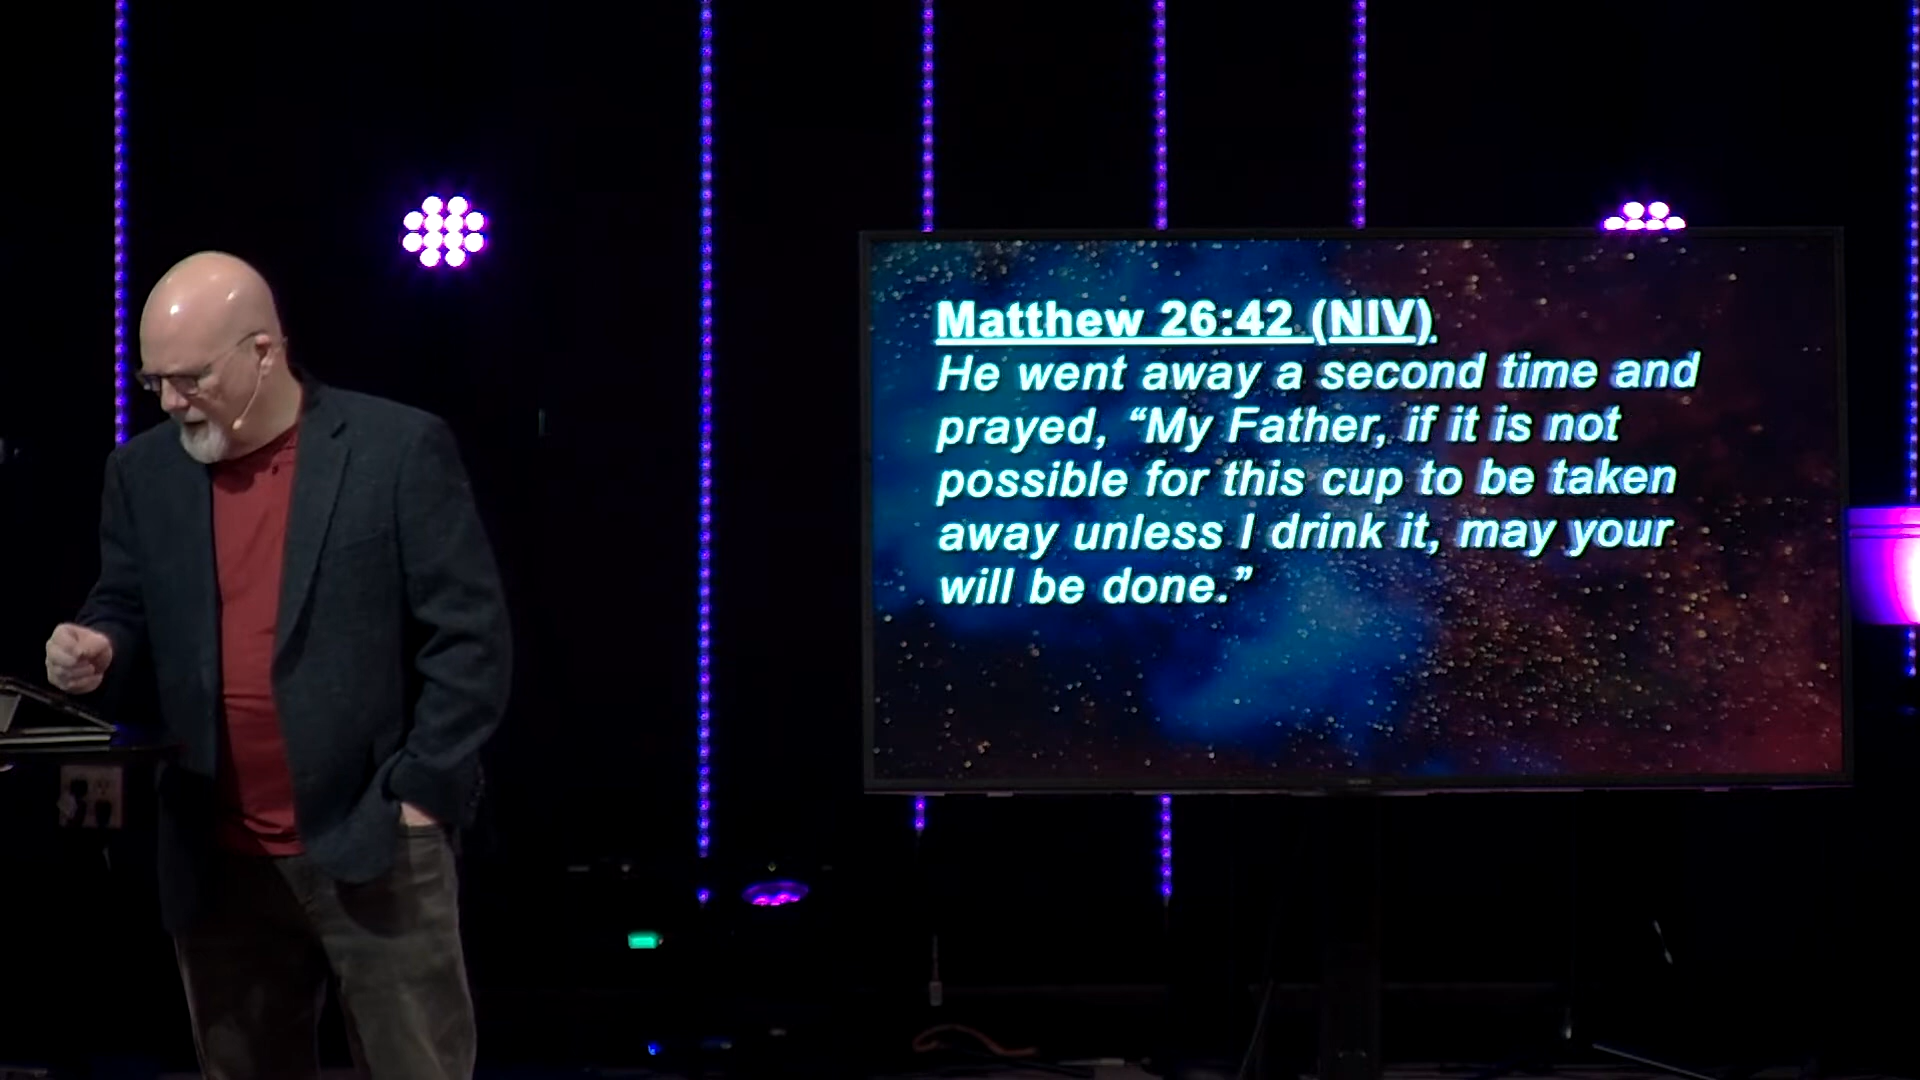 Matthew 26:42 (NIV)
He went away a second time and
prayed, “My Father, if it is not
possible for this cup to be taken
away unless I drink it, may your
will be done.”